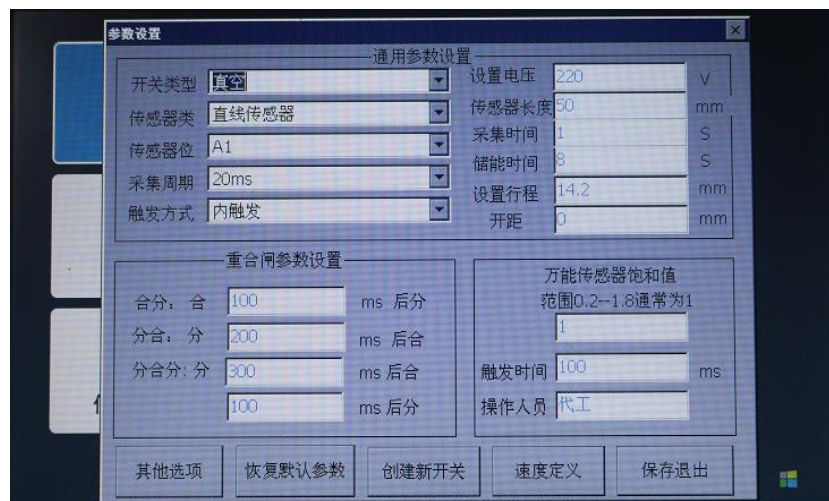 参数设置
通用参数设置
开关类型 真空 设置电压 220 V
传感器类 直线传感器 传感器长度 50 mm
传感器位 A1 采集时间 1 S
采集周期 20ms 储能时间 8 S
触发方式 内触发 设置行程 14.2 mm
开距 0 mm
重合闸参数设置
合分: 合 100 ms 后分
分合: 分 200 ms 后合
分合分: 分 300 ms 后合
100 ms 后分
万能传感器饱和值
范围0.2--1.8通常为1
1
触发时间 100 ms
操作人员 代工
其他选项 恢复默认参数 创建新开关 速度定义 保存退出